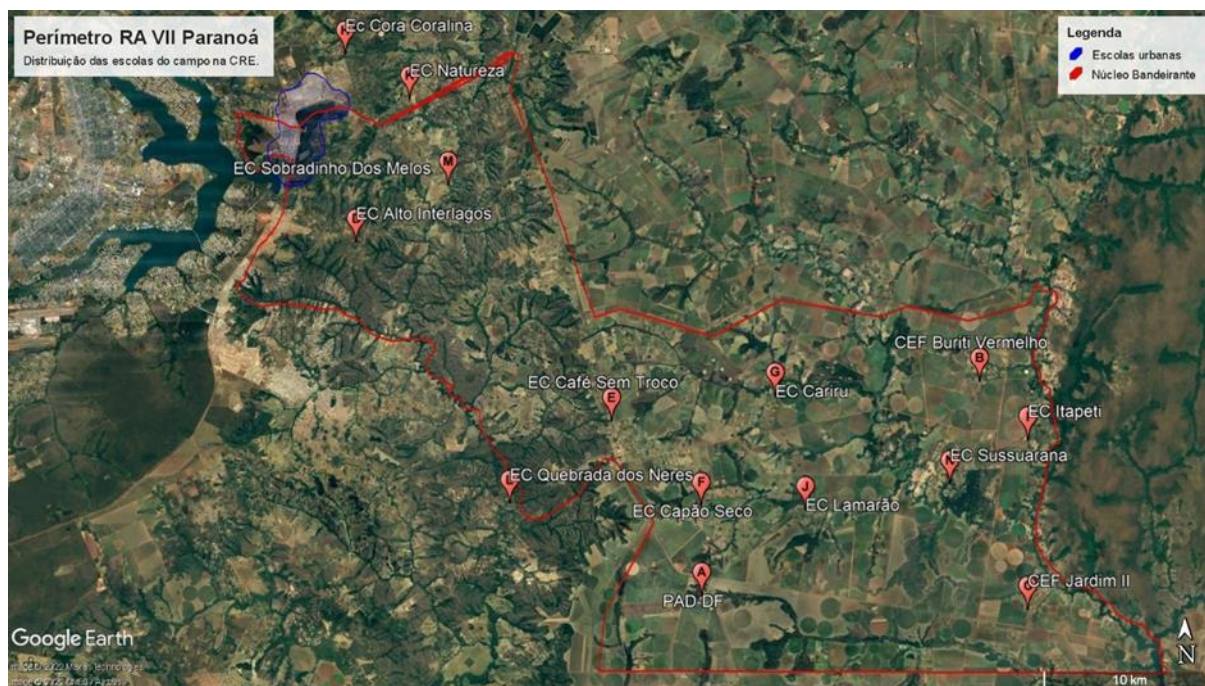 Perímetro RA VII Paranoá
Distribuição das escolas do campo na CRE.
Legenda
Escolas urbanas
Núcleo Bandeirante
Ec Cora Coralina
EC Natureza
M
EC Sobradinho Dos Melos
EC Alto Interlagos
CEF Buriti Vermelho
B
EC Café Sem Troco
E
G
EC Cariru
EC Itapeti
EC Sussuarana
EC Quebrada dos Neres
F
J
EC Capão Seco
EC Lamarão
A
PAD-DF
CEF Jardim II
Google Earth
N
10 km